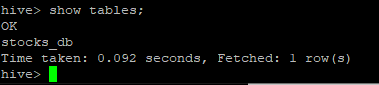 hive> show tables;
OK
stocks_db
Time taken: 0.092 seconds, Fetched: 1 row(s)
hive>